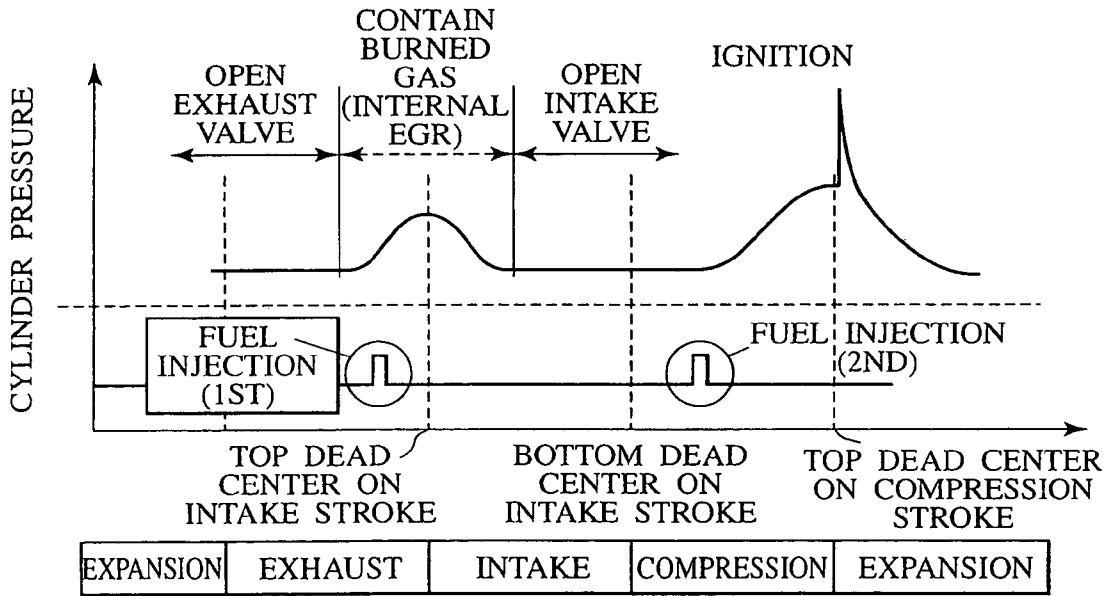 CONTAIN
BURNED
GAS
(INTERNAL
EGR)
OPEN
EXHAUST
VALVE
OPEN
INTAKE
VALVE
IGNITION
CYLINDER PRESSURE
FUEL
INJECTION
(1ST)
FUEL INJECTION
(2ND)
TOP DEAD
CENTER ON
INTAKE STROKE
BOTTOM DEAD
CENTER ON
INTAKE STROKE
TOP DEAD CENTER
ON COMPRESSION
STROKE
EXPANSION EXHAUST INTAKE COMPRESSION EXPANSION